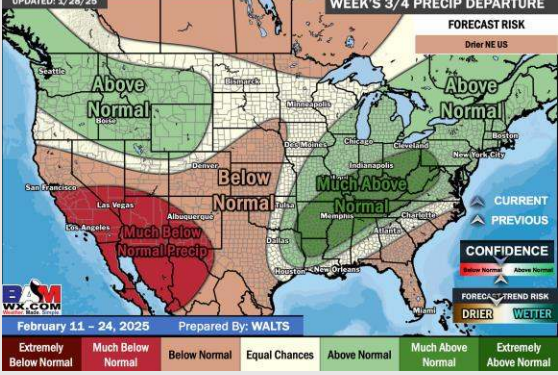 UPDATED: 1/28/25
WEEK'S 3/4 PRECIP DEPARTURE
FORECAST RISK
Drier NE US
Seattle
Above
Normal
Boise
Bismarck
Minneapolis
Above
Normal
Boston
Chicago
Cleveland
New York City
Des Moines
Denver
Indianapolis
San Francisco
Below
Normal
Much Above
Normal
Las Vegas
Tulsa
Memphis
Charlotte
CURRENT
PREVIOUS
Los Angeles
Albuquerque
Much Below
Normal Precip
Dallas
Atlanta
Houston
New Orleans
CONFIDENCE
Below Normal
Above Normal
Miami
FORECAST TREND RISK
DRIER
WETTER
BAM
WX.COM
Weather. Made. Simple.
February 11 – 24, 2025
Prepared By: WALTS
Extremely
Below Normal
Much Below
Normal
Below Normal
Equal Chances
Above Normal
Much Above
Normal
Extremely
Above Normal